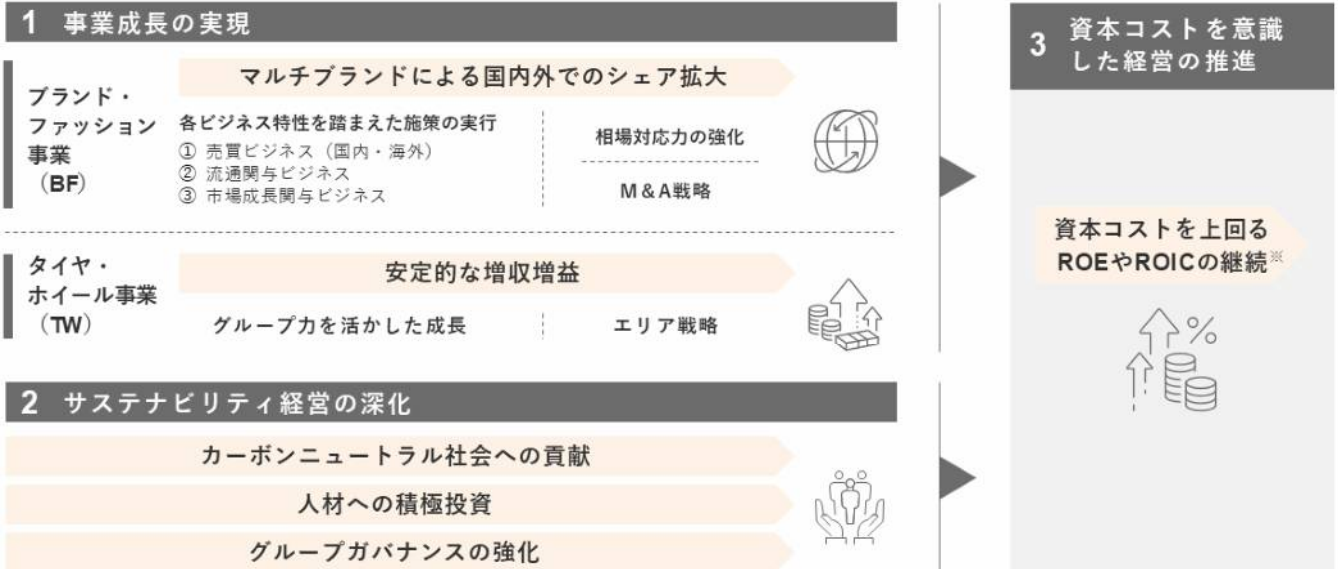 1 事業成長の実現
ブランド・
ファッション
事業
（BF）
マルチブランドによる国内外でのシェア拡大
各ビジネス特性を踏まえた施策の実行
① 売買ビジネス（国内・海外）
② 流通関与ビジネス
③ 市場成長関与ビジネス
相場対応力の強化
M＆A戦略
タイヤ・
ホイール事業
（TW）
安定的な増収増益
グループ力を活かした成長
エリア戦略
2 サステナビリティ経営の深化
カーボンニュートラル社会への貢献
人材への積極投資
グループガバナンスの強化
3 資本コストを意識
した経営の推進
資本コストを上回る
ROEやROICの継続※
%